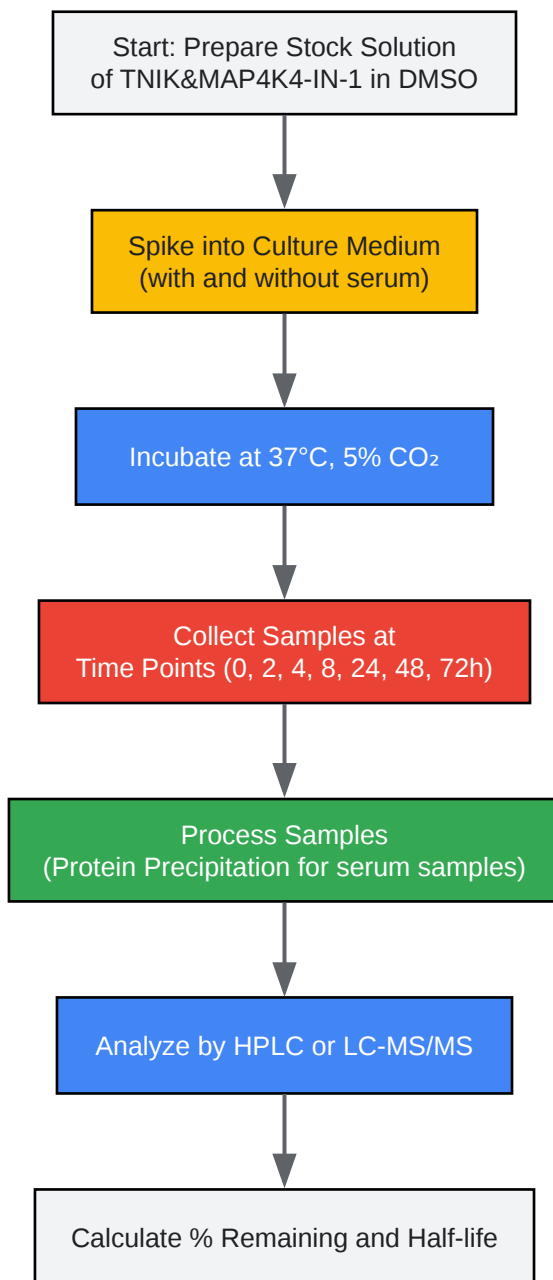 Start: Prepare Stock Solution
of TNIK&MAP4K4-IN-1 in DMSO
Spike into Culture Medium
(with and without serum)
Incubate at 37°C, 5% CO₂
Collect Samples at
Time Points (0, 2, 4, 8, 24, 48, 72h)
Process Samples
(Protein Precipitation for serum samples)
Analyze by HPLC or LC-MS/MS
Calculate % Remaining and Half-life